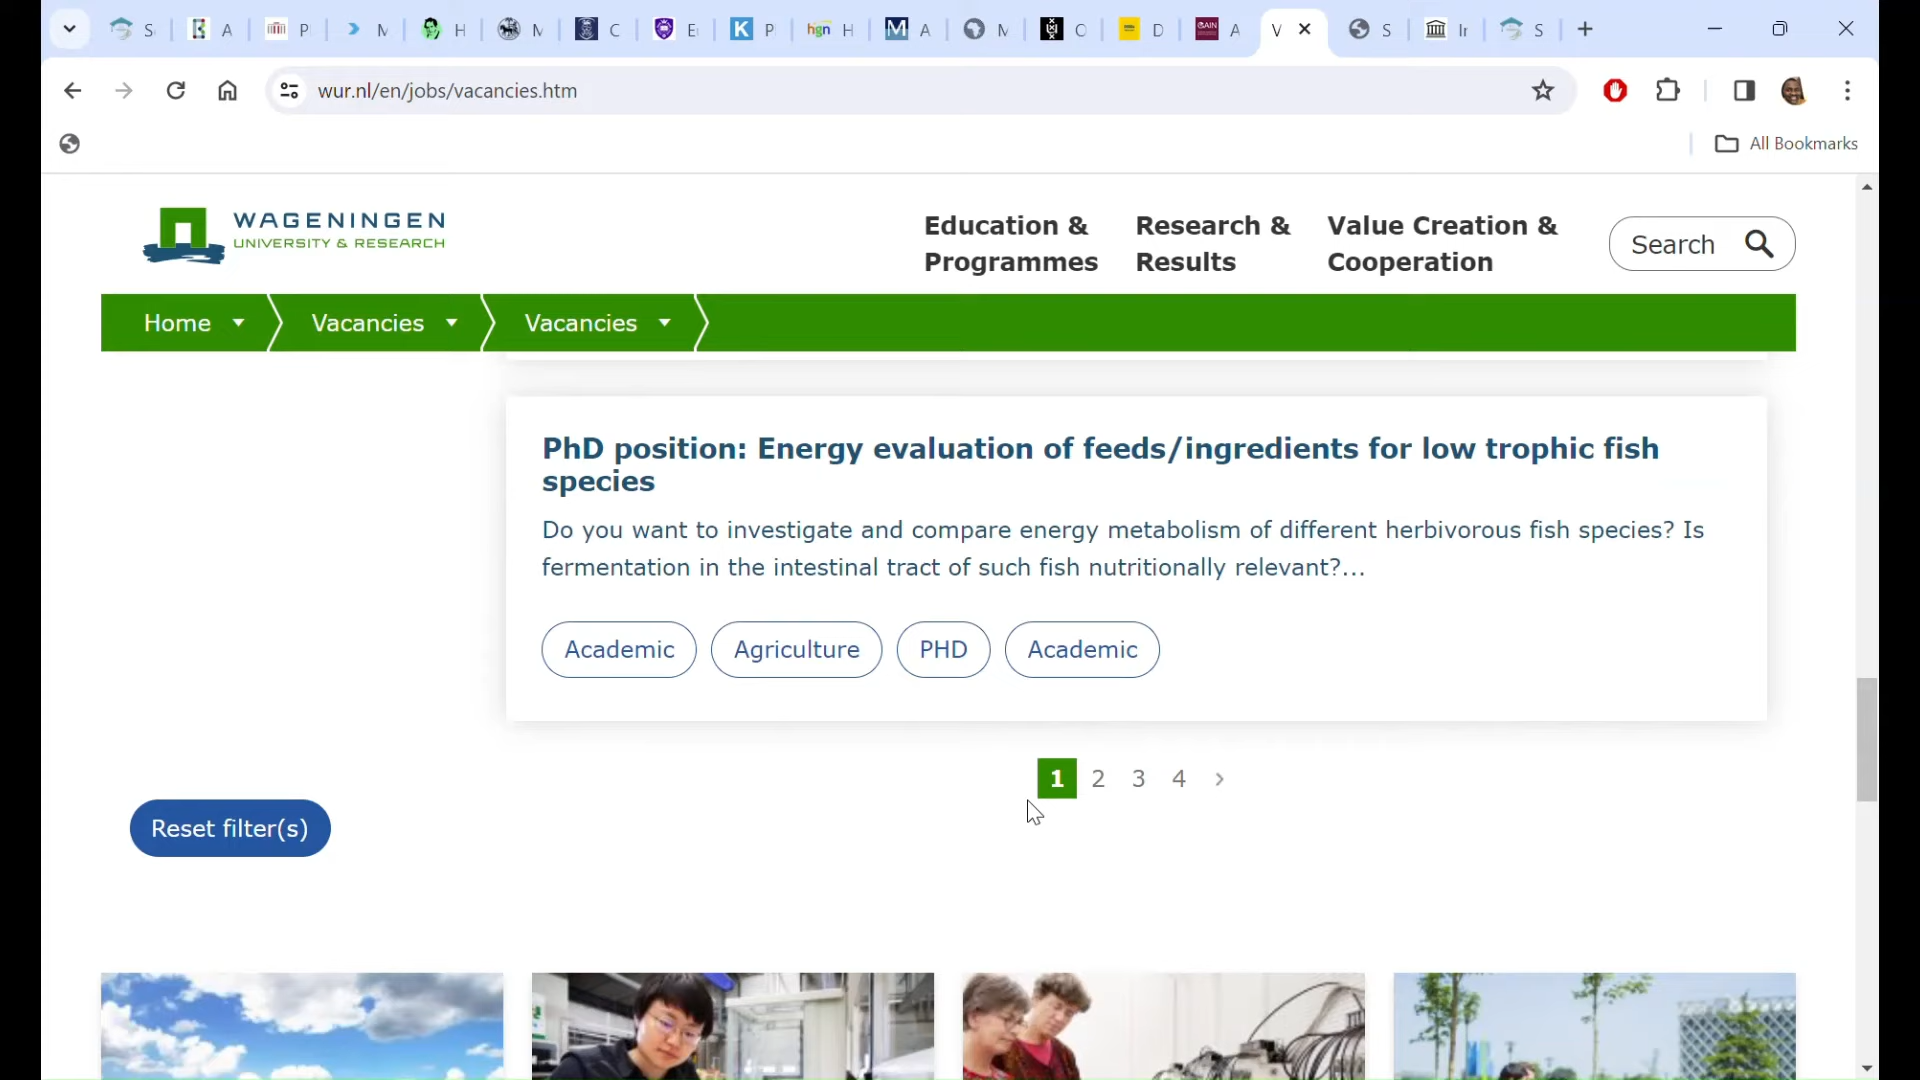 S A P M H M C E P hgn H M A M O D GAIN A V S Ir S
wur.nl/en/jobs/vacancies.htm
All Bookmarks
WAGENINGEN
UNIVERSITY & RESEARCH
Education &
Programmes
Research &
Results
Value Creation &
Cooperation
Search
Home
Vacancies
Vacancies
PhD position: Energy evaluation of feeds/ingredients for low trophic fish
species
Do you want to investigate and compare energy metabolism of different herbivorous fish species? Is
fermentation in the intestinal tract of such fish nutritionally relevant?...
Academic
Agriculture
PHD
Academic
1 2 3 4
Reset filter(s)